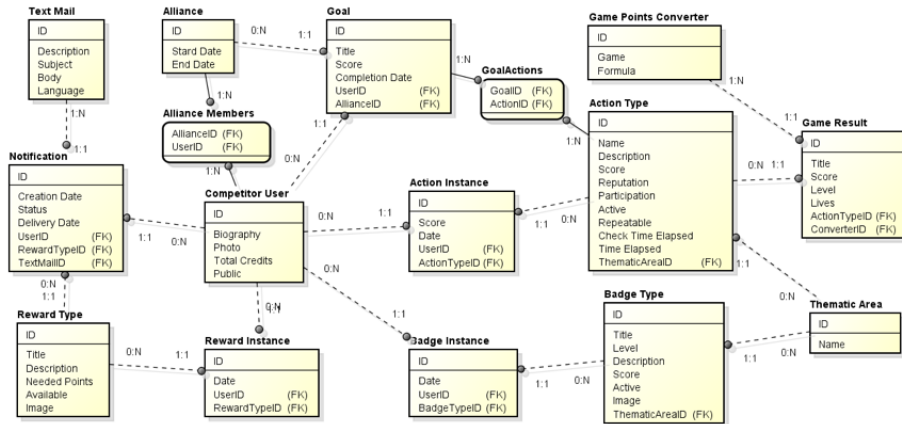 Text Mail
ID
Description
Subject
Body
Language
1:N
1:1
Alliance
ID
Stard Date
End Date
0:N
1:1
1:N
Goal
ID
Title
Score
Completion Date
UserID (FK)
AllianceID (FK)
1:N
1:1
0:N
GoalActions
GoalID (FK)
ActionID (FK)
1:N
Game Points Converter
ID
Game
Formula
1:N
1:1
Alliance Members
AllianceID (FK)
UserID (FK)
1:N
Action Type
ID
Name
Description
Score
Reputation
Participation
Active
Repeatable
Check Time Elapsed
Time Elapsed
ThematicAreaID (FK)
0:N 1:1
Game Result
ID
Title
Score
Level
Lives
ActionTypeID (FK)
ConverterID (FK)
Notification
ID
Creation Date
Status
Delivery Date
UserID (FK)
RewardTypeID (FK)
TextMailID (FK)
1:1
0:N
Competitor User
ID
Biography
Photo
Total Credits
Public
0:N
1:1
Action Instance
ID
Score
Date
UserID (FK)
ActionTypeID (FK)
1:1
0:N
0:N
1:1
0:N
1:1
0:N
1:1
1:1
0:N
Reward Type
ID
Title
Description
Needed Points
Available
Image
0:N
1:1
Reward Instance
ID
Date
UserID (FK)
RewardTypeID (FK)
Badge Instance
ID
Date
UserID (FK)
BadgeTypeID (FK)
1:1
0:N
Badge Type
ID
Title
Level
Description
Score
Active
Image
ThematicAreaID (FK)
1:1
0:N
Thematic Area
ID
Name